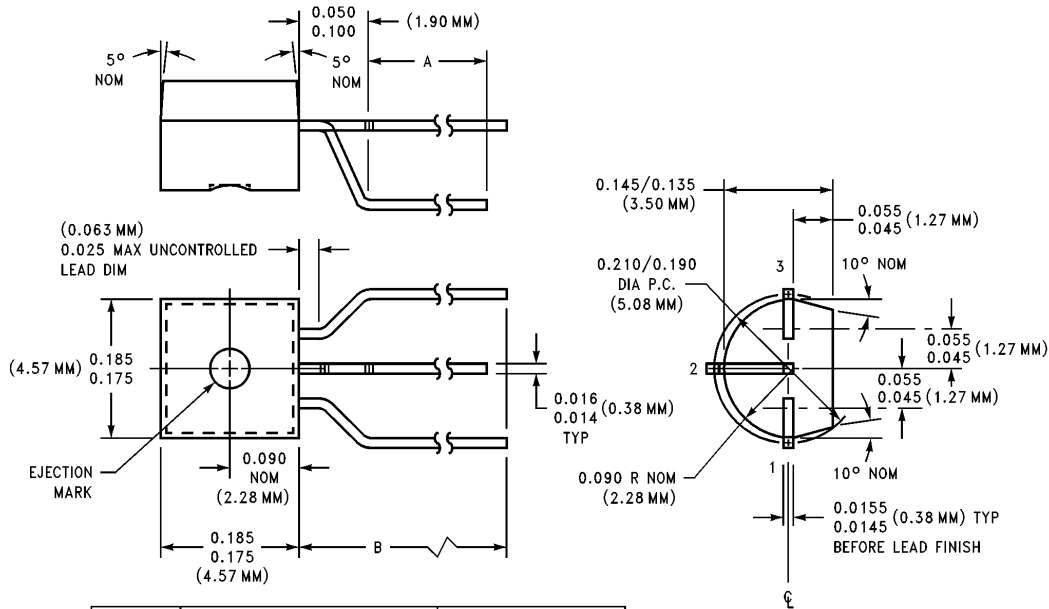 0.050
0.100
(1.90 MM)
5°
NOM
5°
NOM
A
(0.063 MM)
0.025 MAX UNCONTROLLED
LEAD DIM
(4.57 MM)
0.185
0.175
0.016
0.014
(0.38 MM)
TYP
EJECTION
MARK
0.090
NOM
(2.28 MM)
0.185
0.175
(4.57 MM)
B
0.145/0.135
(3.50 MM)
0.055
0.045
(1.27 MM)
0.210/0.190
DIA P.C.
(5.08 MM)
3
10° NOM
0.055
0.045
(1.27 MM)
2
0.055
0.045
(1.27 MM)
0.090 R NOM
(2.28 MM)
1
10° NOM
0.0155
0.0145
(0.38 MM) TYP
BEFORE LEAD FINISH
℄